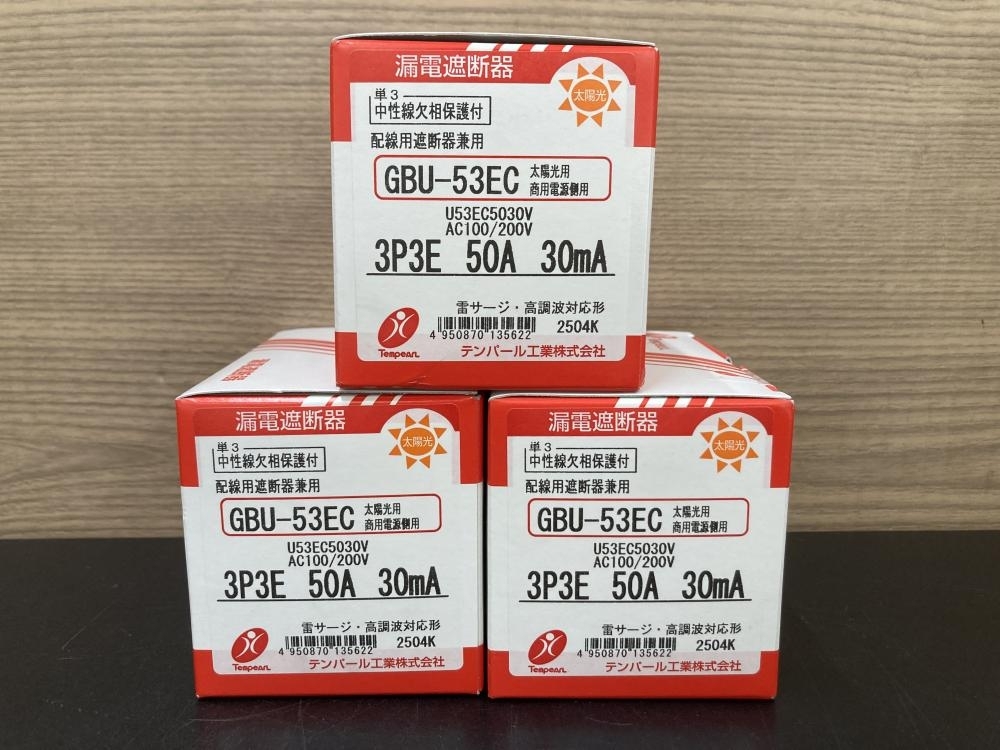 漏電遮断器
太陽光
単3
中性線欠相保護付
配線用遮断器兼用
GBU-53EC 太陽光用
商用電源側用
U53EC5030V
AC100/200V
3P3E 50A 30mA
雷サージ・高調波対応形
4 950870 135622 2504K
Tempearl テンパール工業株式会社
漏電遮断器
太陽光
単3
中性線欠相保護付
配線用遮断器兼用
GBU-53EC 太陽光用
商用電源側用
U53EC5030V
AC100/200V
3P3E 50A 30mA
雷サージ・高調波対応形
4 950870 135622 2504K
Tempearl テンパール工業株式会社
漏電遮断器
太陽光
単3
中性線欠相保護付
配線用遮断器兼用
GBU-53EC 太陽光用
商用電源側用
U53EC5030V
AC100/200V
3P3E 50A 30mA
雷サージ・高調波対応形
4 950870 135622 2504K
Tempearl テンパール工業株式会社